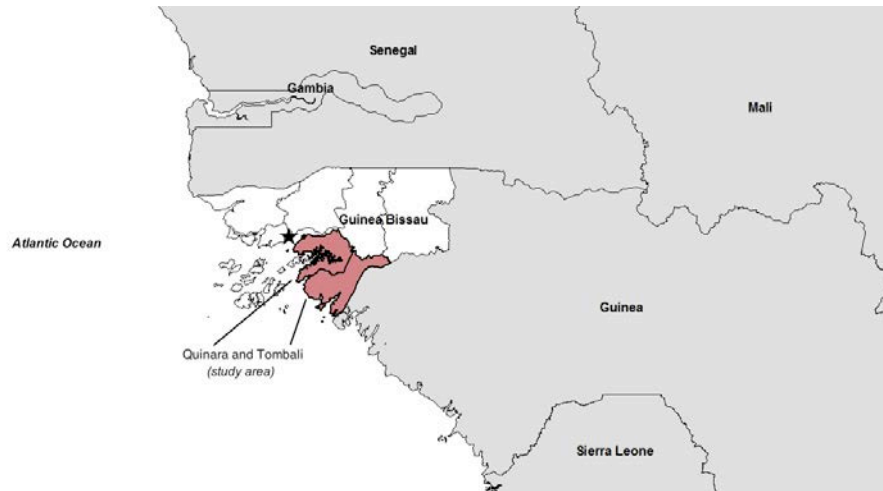 Senegal
Gambia
Mali
Guinea Bissau
Atlantic Ocean
Guinea
Quinara and Tombali
(study area)
Sierra Leone